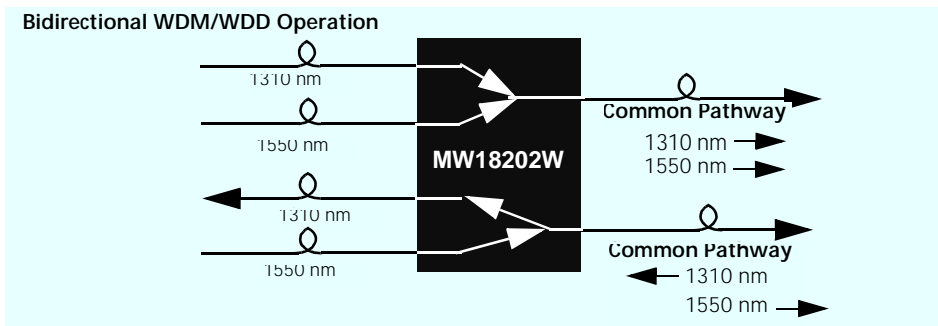 Bidirectional WDM/WDD Operation
1310 nm
1550 nm
Common Pathway
1310 nm
1550 nm
MW18202W
1310 nm
1550 nm
Common Pathway
1310 nm
1550 nm